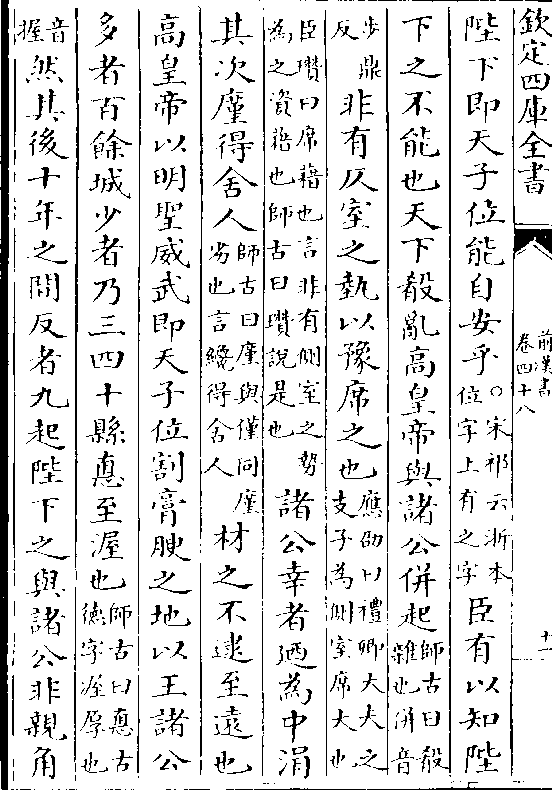 欽定四庫全書
前漢書
卷四十八
十一
陛下即天子位能自安乎○宋祁云浙本位字上有之字臣有以知陛
下之不能也天下殽亂高皇帝與諸公併起師古曰殽雜也併音
步鼎反非有仄室之埶以豫席之也應劭曰禮卿大夫之支子為側室席大也
臣瓚曰席藉也言非有側室之勢為之資藉也師古曰瓚說是也諸公幸者廼為中涓
其次廑得舍人師古曰廑與僅同廑劣也言纔得舍人材之不逮至遠也
高皇帝以明聖威武即天子位割膏腴之地以王諸公
多者百餘城少者乃三四十縣悳至渥也師古曰悳古德字渥厚也
音握然其後十年之間反者九起陛下之與諸公非親角